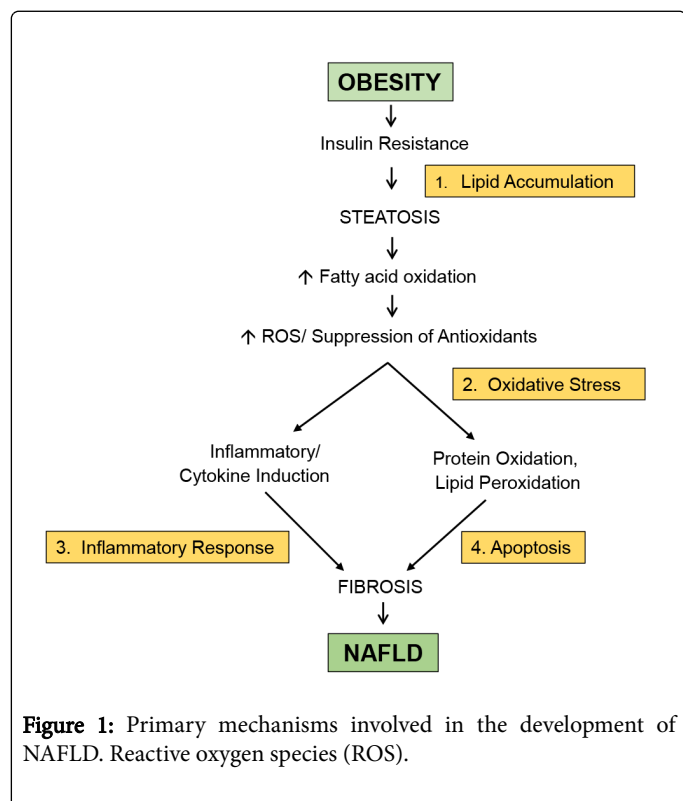 OBESITY
Insulin Resistance
1. Lipid Accumulation
STEATOSIS
↑ Fatty acid oxidation
↑ ROS/ Suppression of Antioxidants
2. Oxidative Stress
Inflammatory/
Cytokine Induction
Protein Oxidation,
Lipid Peroxidation
3. Inflammatory Response
4. Apoptosis
FIBROSIS
NAFLD
Figure 1: Primary mechanisms involved in the development of
NAFLD. Reactive oxygen species (ROS).